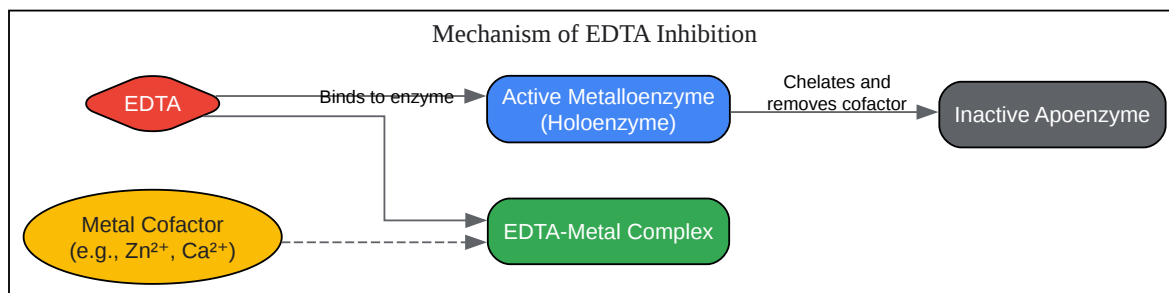 Mechanism of EDTA Inhibition
EDTA
Binds to enzyme
Active Metalloenzyme
(Holoenzyme)
Chelates and
removes cofactor
Inactive Apoenzyme
Metal Cofactor
(e.g., Zn²⁺, Ca²⁺)
EDTA-Metal Complex